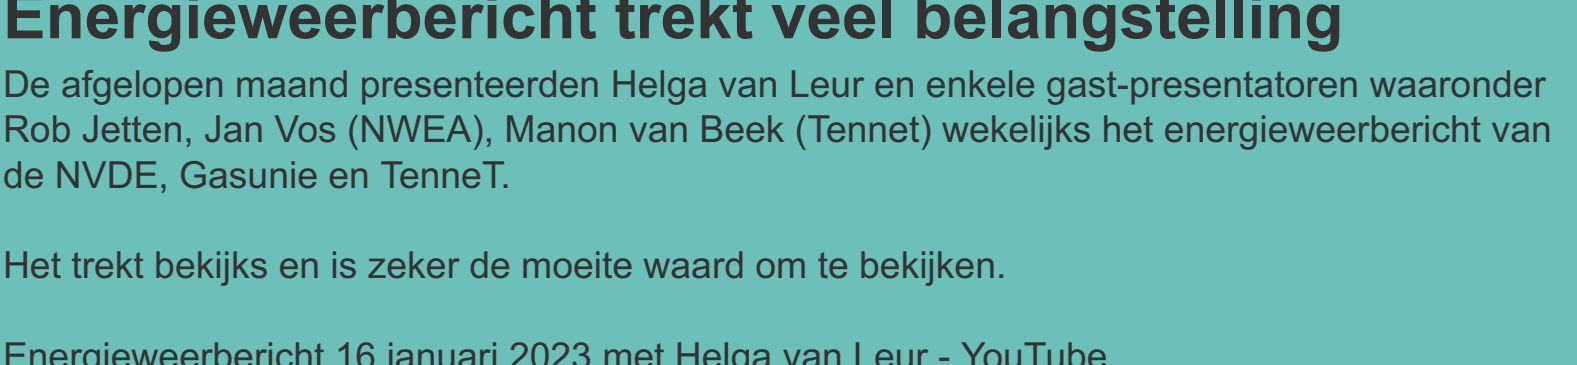 Energieweerbericht trekt veel belangstelling
De afgelopen maand presenteerden Helga van Leur en enkele gast-presentatoren waaronder
Rob Jetten, Jan Vos (NWEA), Manon van Beek (Tennet) wekelijks het energieweerbericht van
de NVDE, Gasunie en TenneT.
Het trekt bekijks en is zeker de moeite waard om te bekijken.
Energieweerbericht 16 januari 2023 met Helga van Leur - YouTube